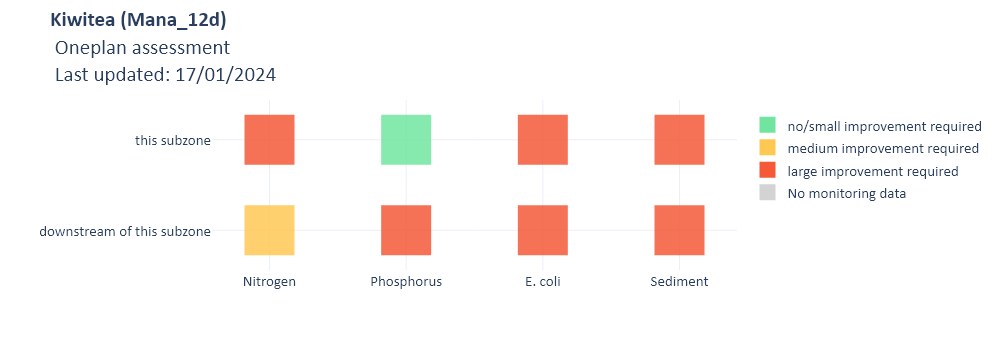 Kiwitea (Mana_12d)
Oneplan assessment
Last updated: 17/01/2024
this subzone
downstream of this subzone
Nitrogen
Phosphorus
E. coli
Sediment
no/small improvement required
medium improvement required
large improvement required
No monitoring data